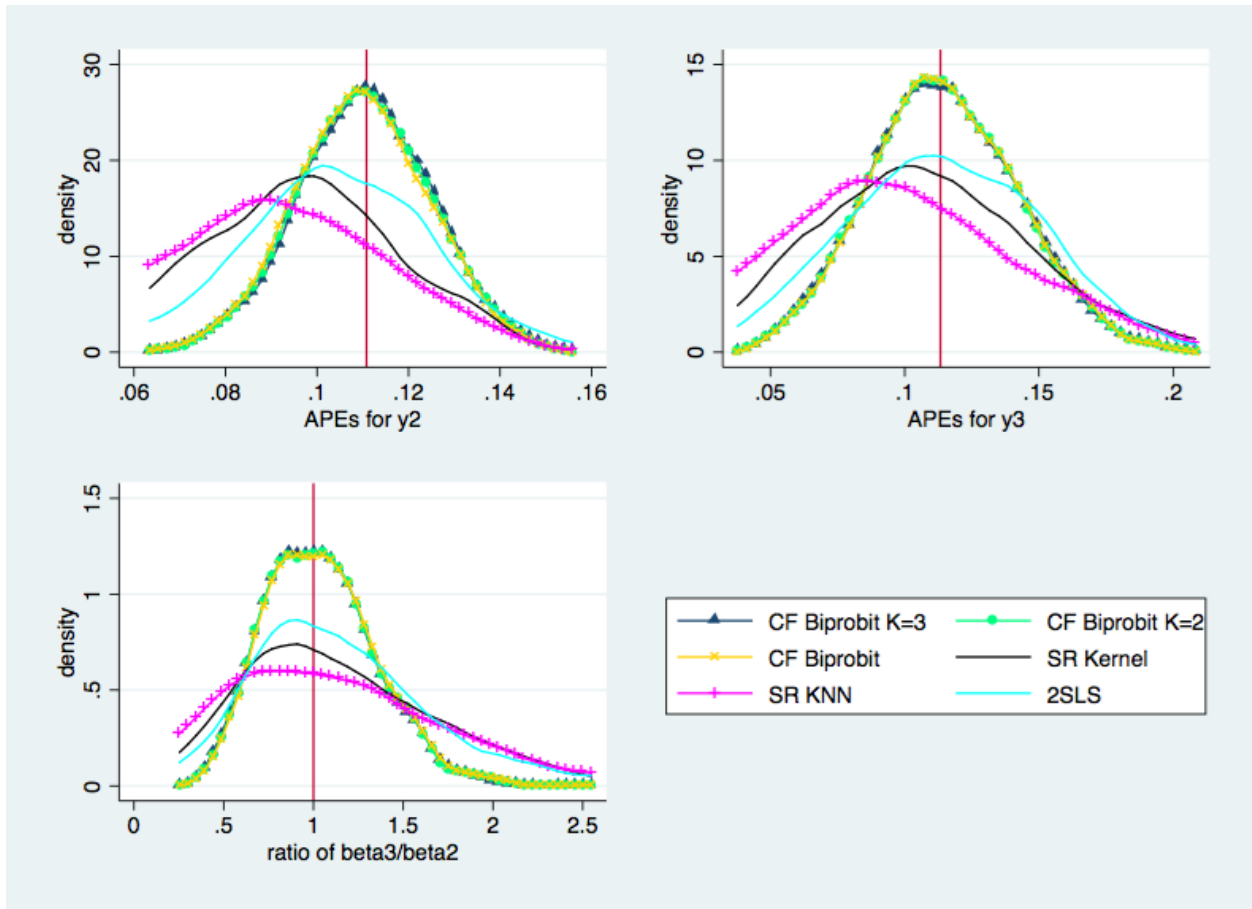 30
20
10
0
density
.06 .08 .1 .12 .14 .16
APEs for y2
15
10
5
0
density
.05 .1 .15 .2
APEs for y3
1.5
1
.5
0
density
0 .5 1 1.5 2 2.5
ratio of beta3/beta2
CF Biprobit K=3 CF Biprobit K=2
CF Biprobit SR Kernel
SR KNN 2SLS